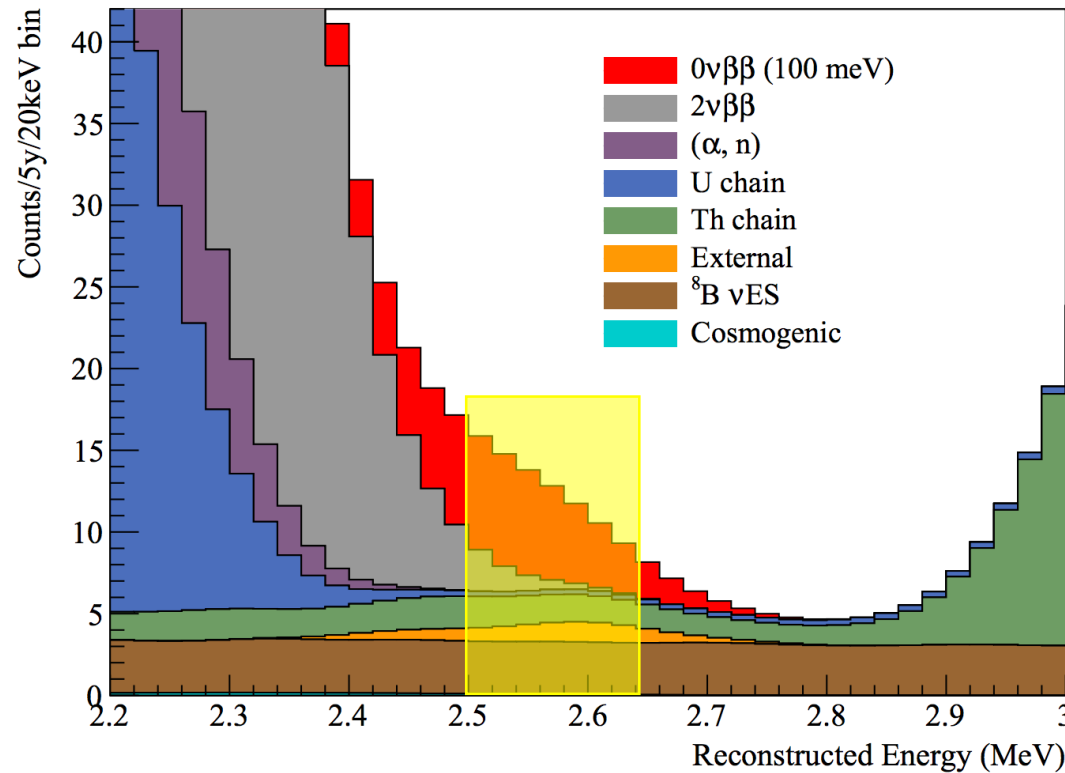 Counts/5y/20keV bin
40
35
30
25
20
15
10
5
0
0νββ (100 meV)
2νββ
(α, n)
U chain
Th chain
External
⁸B νES
Cosmogenic
2.2 2.3 2.4 2.5 2.6 2.7 2.8 2.9 3
Reconstructed Energy (MeV)